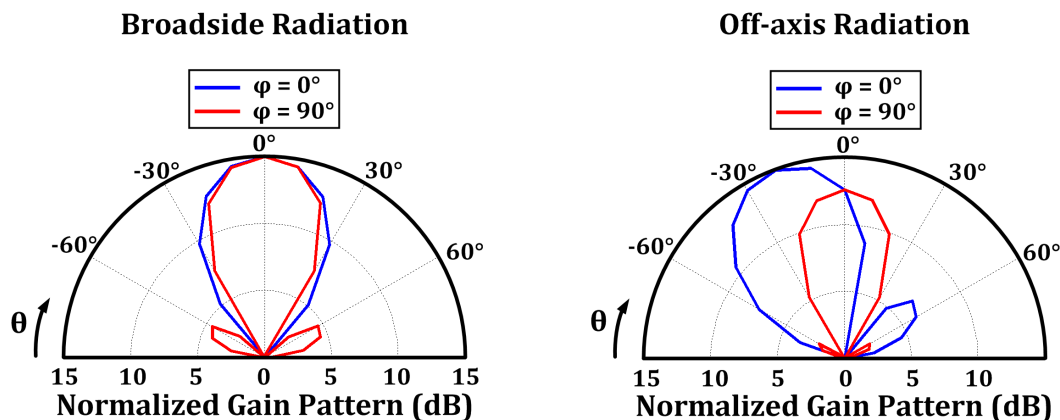 Broadside Radiation
φ = 0°
φ = 90°
0°
-30°
30°
-60°
60°
θ
15 10 5 0 5 10 15
Normalized Gain Pattern (dB)
Off-axis Radiation
φ = 0°
φ = 90°
0°
-30°
30°
-60°
60°
θ
15 10 5 0 5 10
Normalized Gain Pattern (dB)